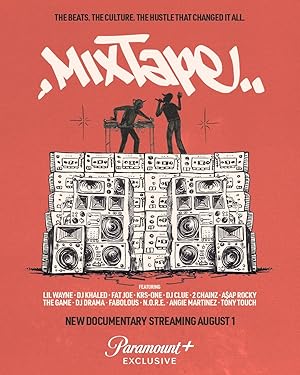 THE BEATS. THE CULTURE. THE HUSTLE THAT CHANGED IT ALL.
MIXTAPE
FEATURING
LIL WAYNE • DJ KHALED • FAT JOE • KRS-ONE • DJ CLUE • 2 CHAINZ • A$AP ROCKY
THE GAME • DJ DRAMA • FABOLOUS • N.O.R.E. • ANGIE MARTINEZ • TONY TOUCH
NEW DOCUMENTARY STREAMING AUGUST 1
Paramount+
EXCLUSIVE